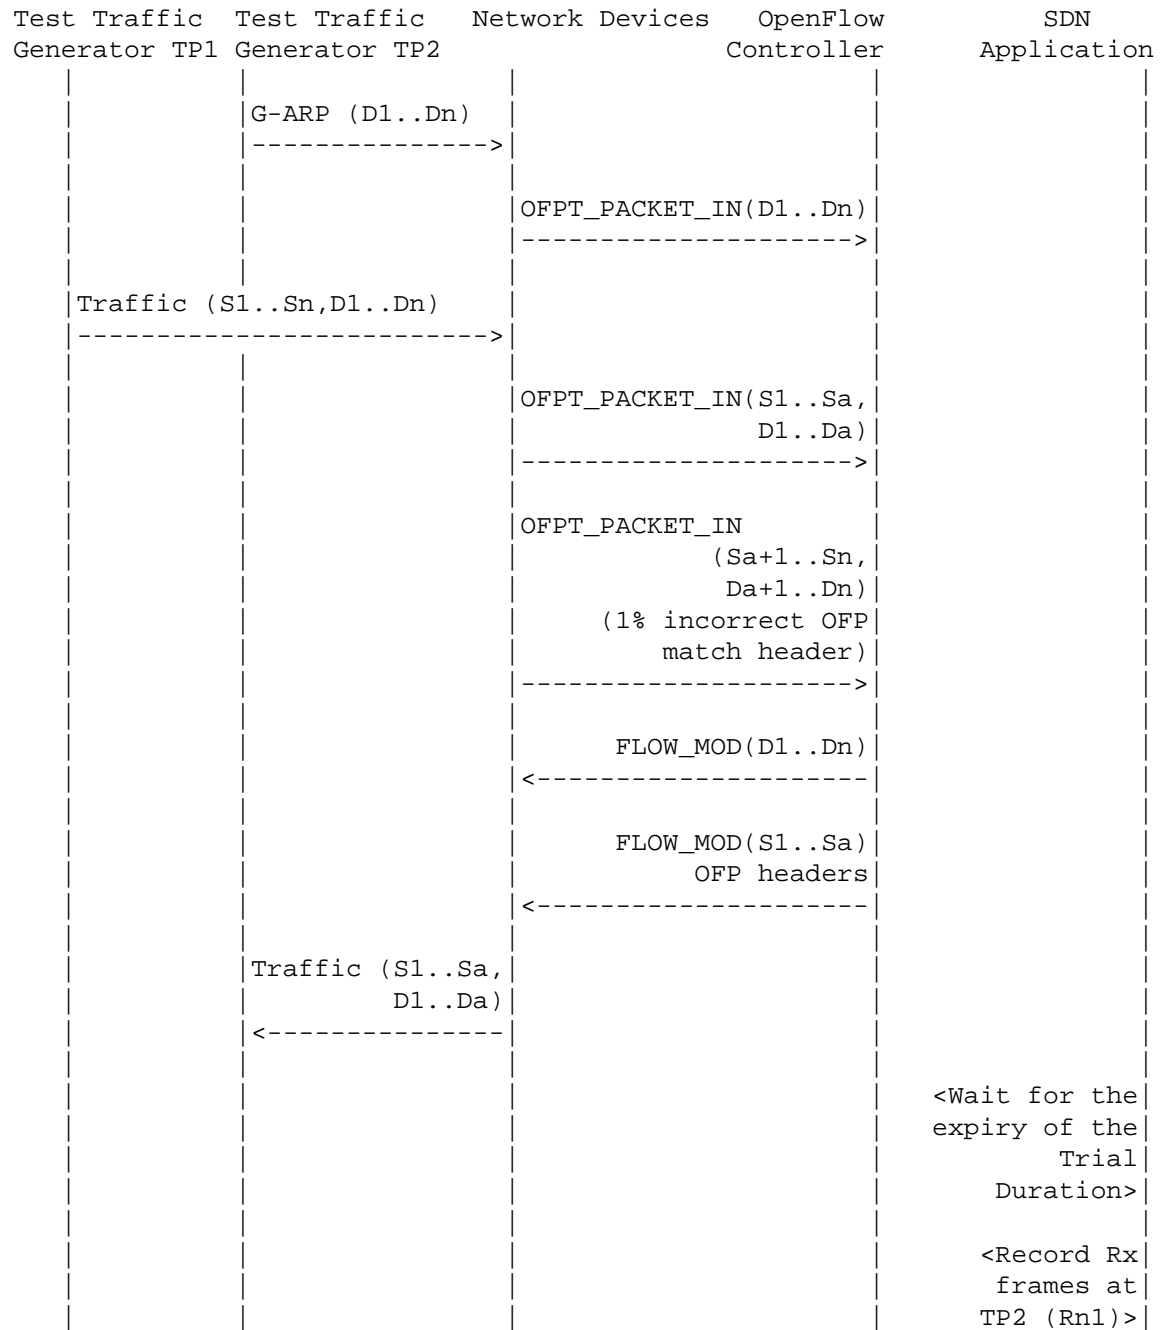 Test Traffic  Test Traffic   Network Devices   OpenFlow          SDN
Generator TP1 Generator TP2                  Controller      Application
G-ARP (D1..Dn)
--------------->
OFPT_PACKET_IN(D1..Dn)
--------------------->
Traffic (S1..Sn,D1..Dn)
-------------------------->
OFPT_PACKET_IN(S1..Sa,
D1..Da)
--------------------->
OFPT_PACKET_IN
(Sa+1..Sn,
Da+1..Dn)
(1% incorrect OFP
match header)
--------------------->
FLOW_MOD(D1..Dn)
<---------------------
FLOW_MOD(S1..Sa)
OFP headers
<---------------------
Traffic (S1..Sa,
D1..Da)
<---------------
<Wait for the
expiry of the
Trial
Duration>
<Record Rx
frames at
TP2 (Rn1)>